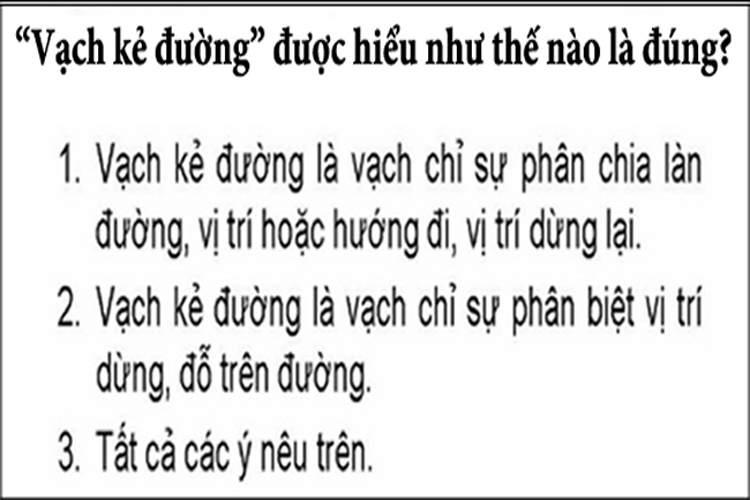 “Vạch kẻ đường” được hiểu như thế nào là đúng?
1. Vạch kẻ đường là vạch chỉ sự phân chia làn
đường, vị trí hoặc hướng đi, vị trí dừng lại.
2. Vạch kẻ đường là vạch chỉ sự phân biệt vị trí
dừng, đỗ trên đường.
3. Tất cả các ý nêu trên.